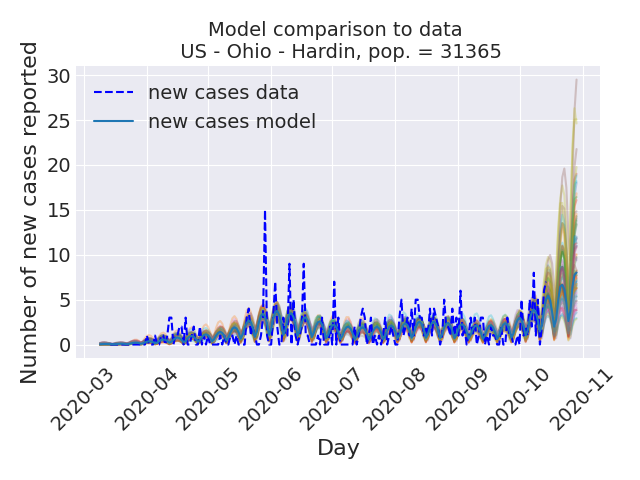 Model comparison to data
US - Ohio - Hardin, pop. = 31365
Number of new cases reported
30
25
20
15
10
5
0
new cases data
new cases model
2020-03
2020-04
2020-05
2020-06
2020-07
2020-08
2020-09
2020-10
2020-11
Day